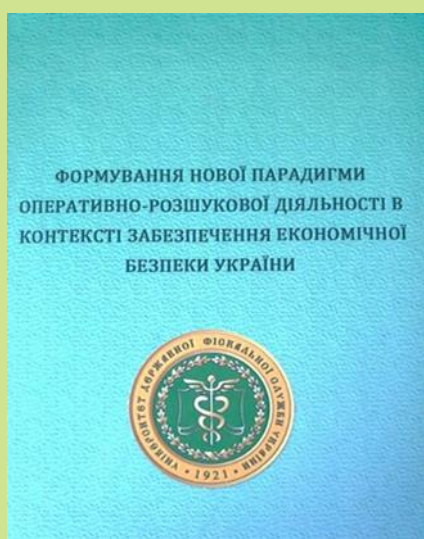 ФОРМУВАННЯ НОВОЇ ПАРАДИГМИ
ОПЕРАТИВНО-РОЗШУКОВОЇ ДІЯЛЬНОСТІ В
КОНТЕКСТІ ЗАБЕЗПЕЧЕННЯ ЕКОНОМІЧНОЇ
БЕЗПЕКИ УКРАЇНИ
УНІВЕРСИТЕТ ДЕРЖАВНОЇ ФІСКАЛЬНОЇ СЛУЖБИ УКРАЇНИ
• 1921 •